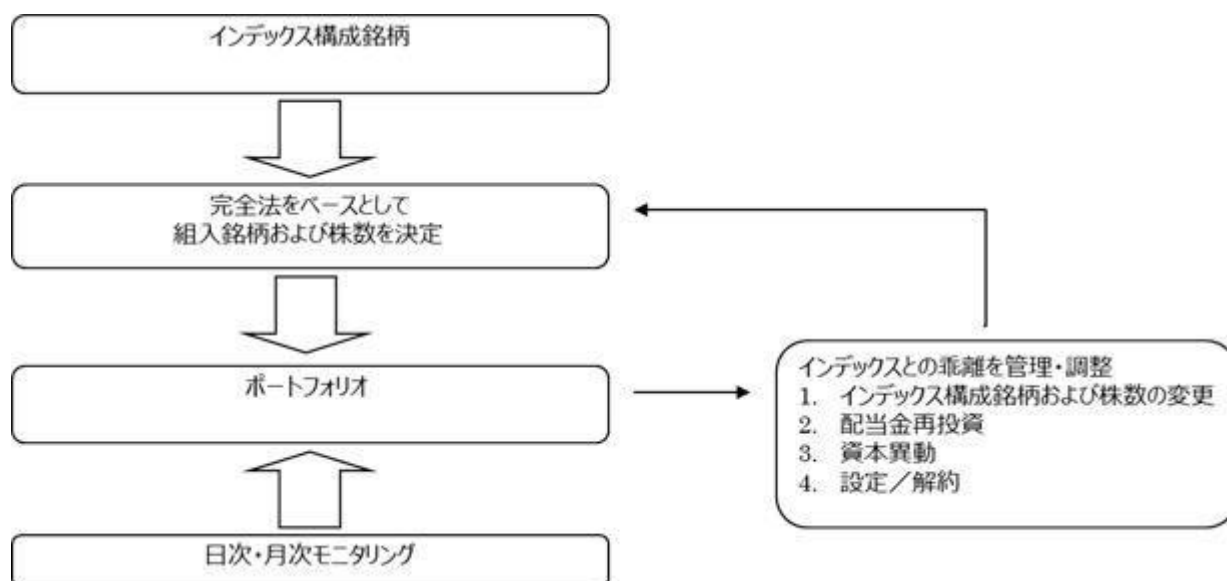 インデックス構成銘柄
完全法をベースとして
組入銘柄および株数を決定
ポートフォリオ
インデックスとの乖離を管理・調整
1. インデックス構成銘柄および株数の変更
2. 配当金再投資
3. 資本異動
4. 設定／解約
日次・月次モニタリング